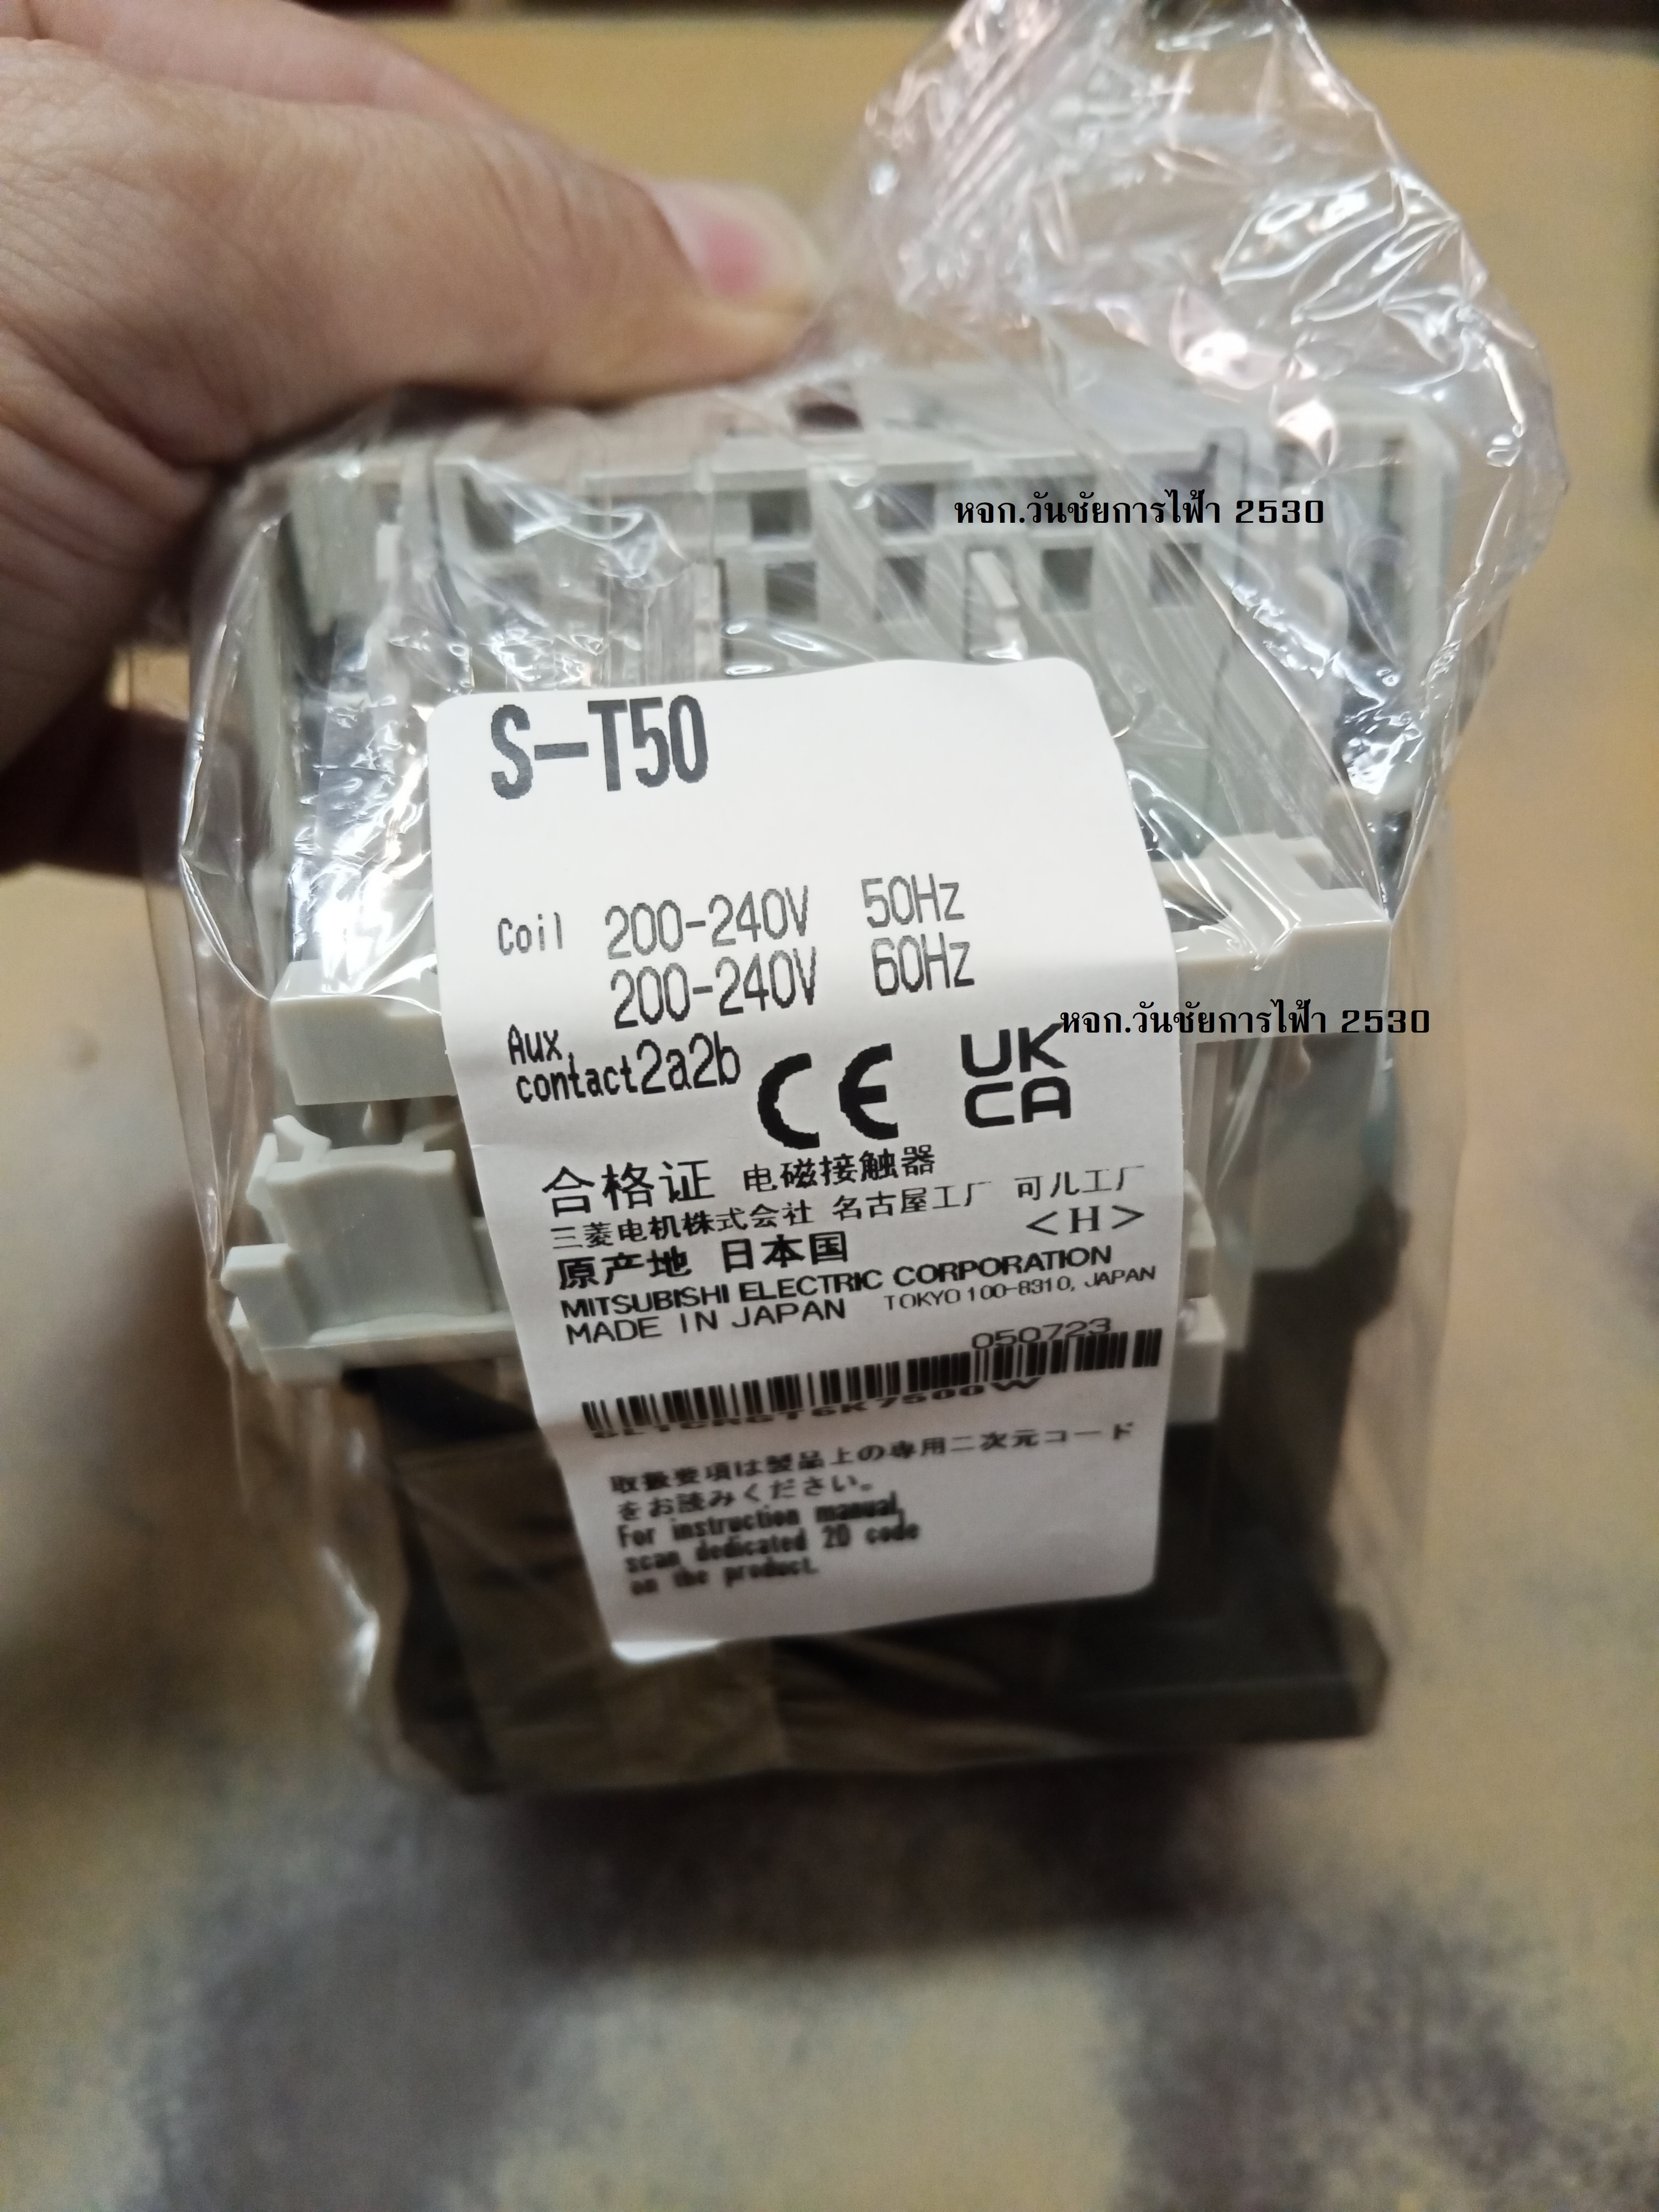 หจก.วันชัยการไฟฟ้า 2530
S-T50
Coil 200-240V 50Hz
200-240V 60Hz
หจก.วันชัยการไฟฟ้า 2530
Aux.
contact2a2b CE UK
CA
合格证 电磁接触器
三菱电机株式会社 名古屋工厂 可儿工厂
原产地 日本国 <H>
MITSUBISHI ELECTRIC CORPORATION
MADE IN JAPAN TOKYO 100-8310, JAPAN
050723
取扱要項は製品上の専用二次元コード
をお読みください。
For instruction manual,
scan dedicated 2D code
on the product.